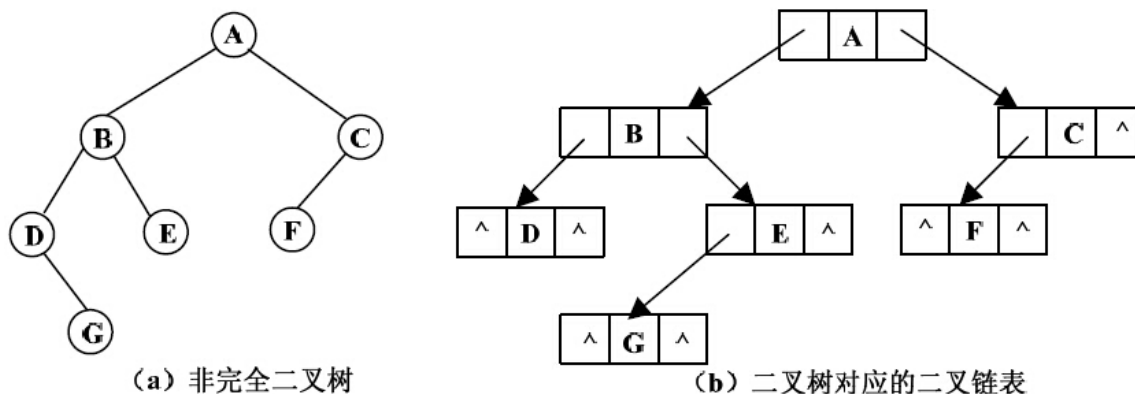 A
A
B
C
B
C ^
D
E
F
^ D ^
E ^
^ F ^
G
^ G ^
（a）非完全二叉树
（b）二叉树对应的二叉链表